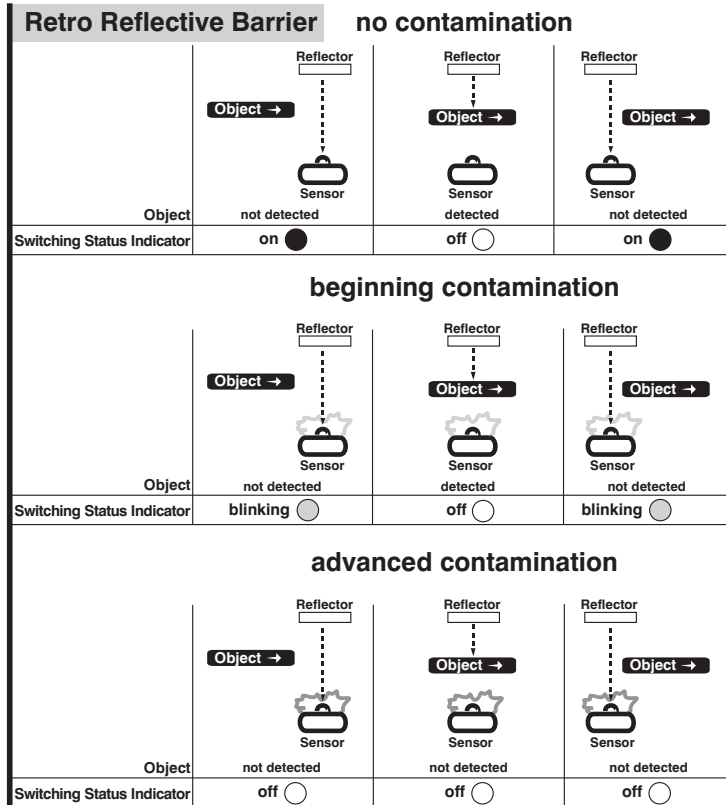 Retro Reflective Barrier no contamination
Reflector Reflector Reflector
Object → Object → Object →
Sensor Sensor Sensor
Object not detected detected not detected
Switching Status Indicator on off on
beginning contamination
Reflector Reflector Reflector
Object → Object → Object →
Sensor Sensor Sensor
Object not detected detected not detected
Switching Status Indicator blinking off blinking
advanced contamination
Reflector Reflector Reflector
Object → Object → Object →
Sensor Sensor Sensor
Object not detected not detected not detected
Switching Status Indicator off off off